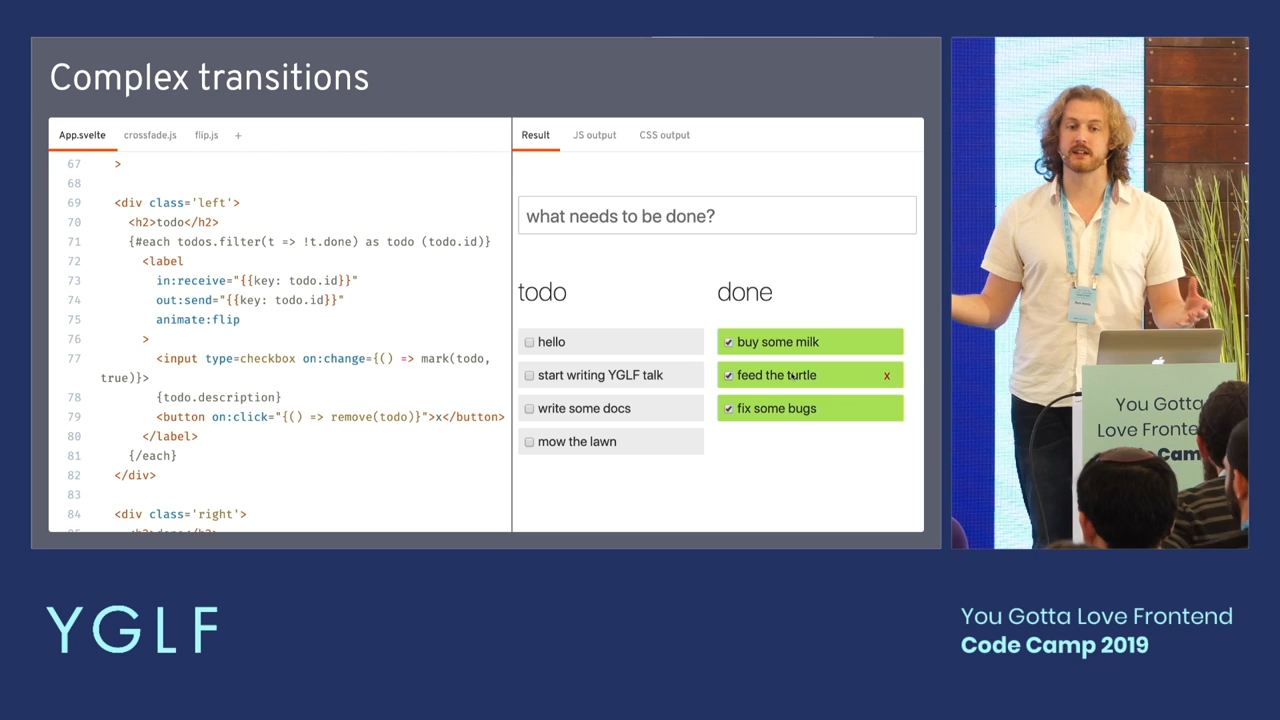 Complex transitions
App.svelte crossfade.js flip.js +
67 >
68
69 <div class='left'>
70 <h2>todo</h2>
71 {#each todos.filter(t => !t.done) as todo (todo.id)}
72 <label
73 in:receive="{{key: todo.id}}"
74 out:send="{{key: todo.id}}"
75 animate:flip
76 >
77 <input type=checkbox on:change={() => mark(todo,
true)}>
78 {todo.description}
79 <button on:click="{() => remove(todo)}">x</button>
80 </label>
81 {/each}
82 </div>
83
84 <div class='right'>
Result JS output CSS output
what needs to be done?
todo
hello
start writing YGLF talk
write some docs
mow the lawn
done
buy some milk
feed the turtle x
fix some bugs
You Gotta
Love Fronte
Cam
YGLF
You Gotta Love Frontend
Code Camp 2019